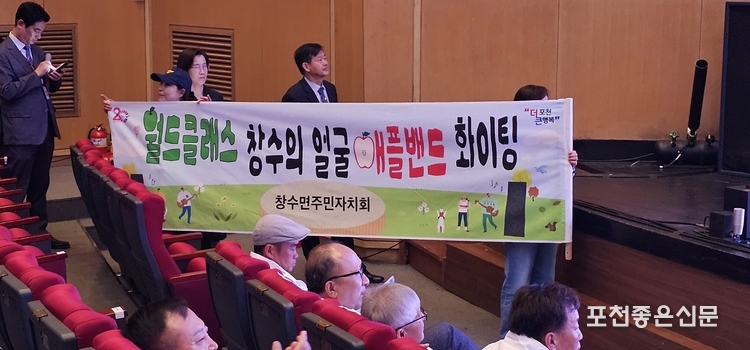 20
월드클래스 창수의 얼굴 애플밴드 화이팅
"더 포천
큰 행복"
창수면주민자치회
포천좋은신문